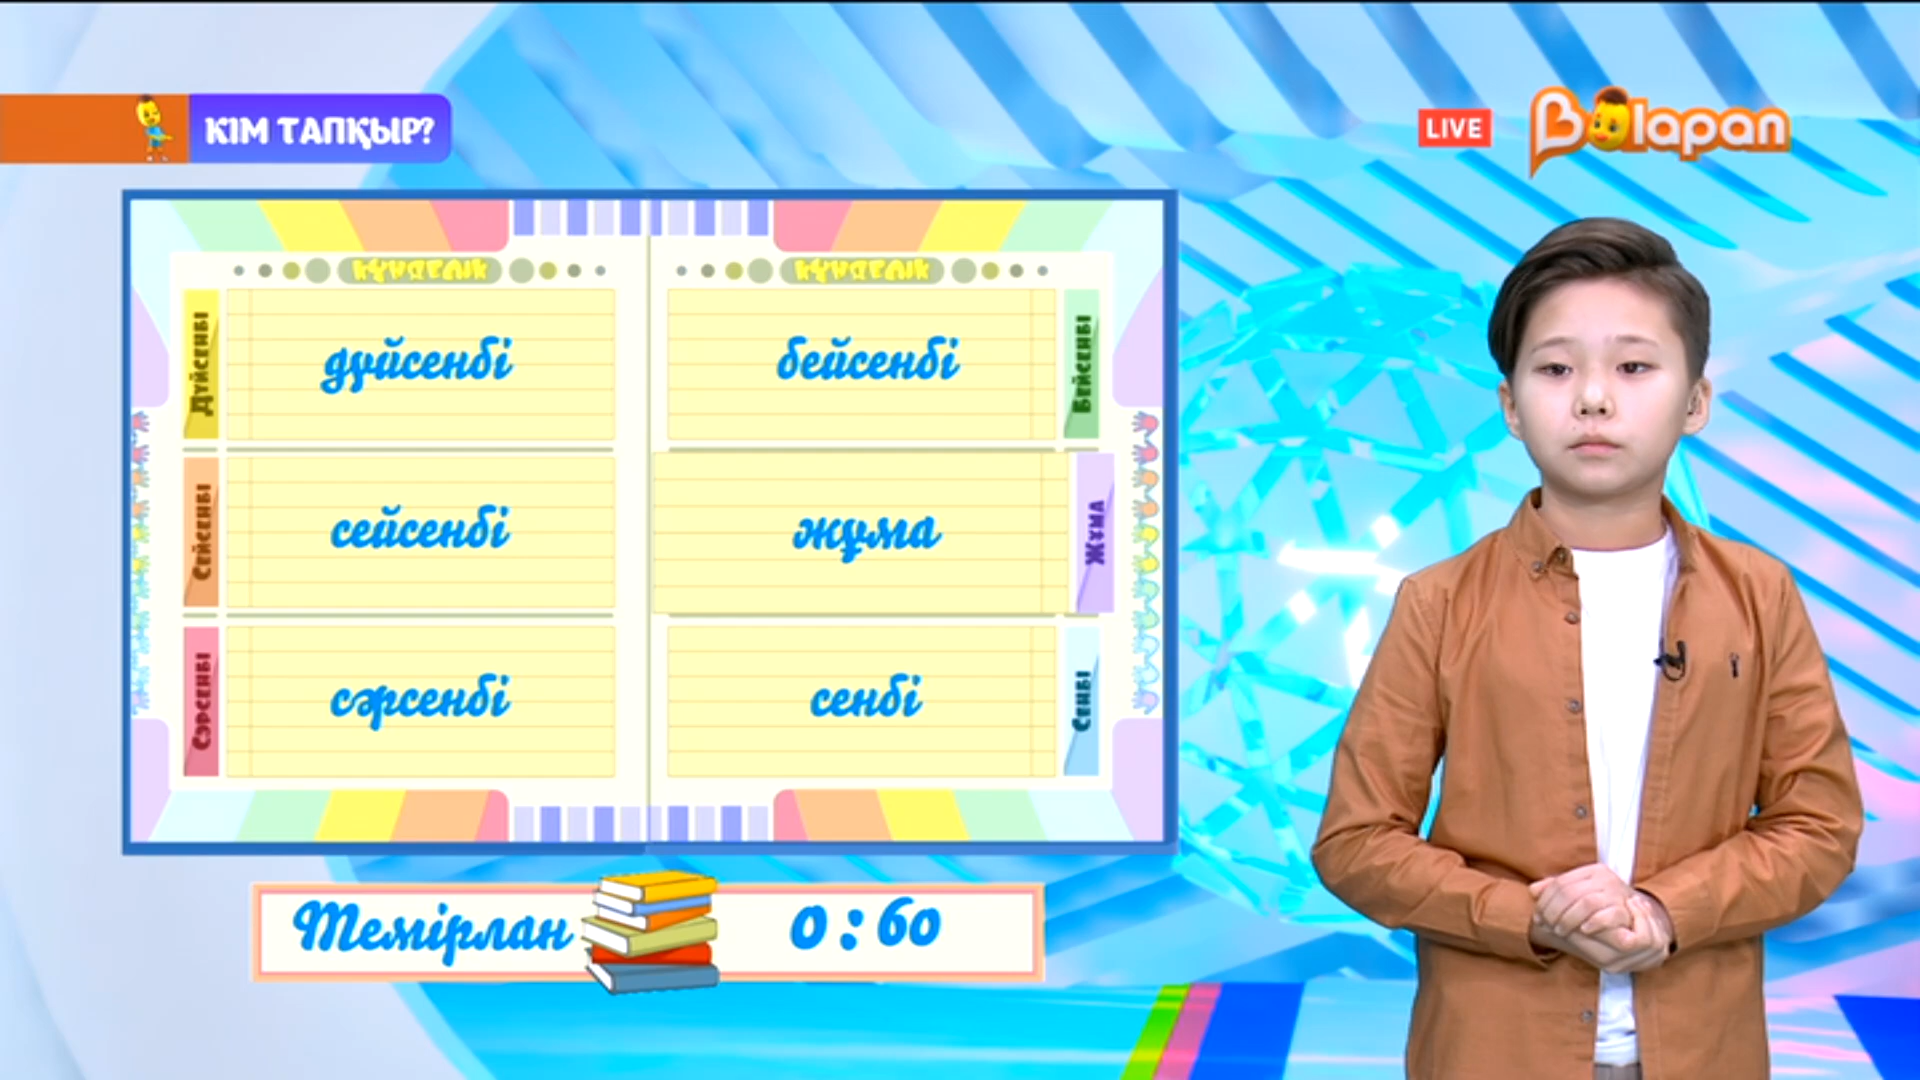 КІМ ТАПҚЫР?
LIVE
Bolapan
КҮНДЕЛІК
КҮНДЕЛІК
Дүйсенбі
дүйсенбі
бейсенбі
Бейсенбі
Сейсенбі
сейсенбі
жұма
Жұма
Сәрсенбі
сәрсенбі
сенбі
Сенбі
Темірлан
0:60